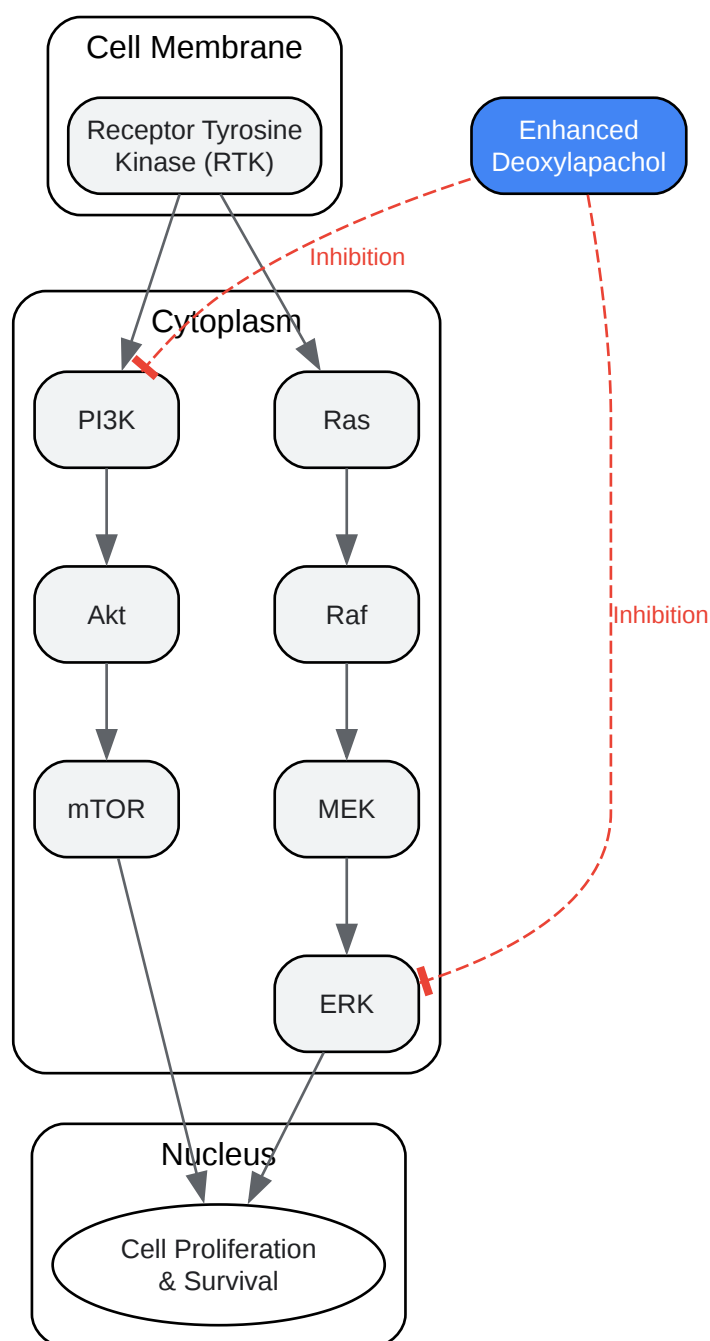 Cell Membrane
Receptor Tyrosine
Kinase (RTK)
Enhanced
Deoxylapachol
Inhibition
Cytoplasm
PI3K
Ras
Akt
Raf
Inhibition
mTOR
MEK
ERK
Nucleus
Cell Proliferation
& Survival